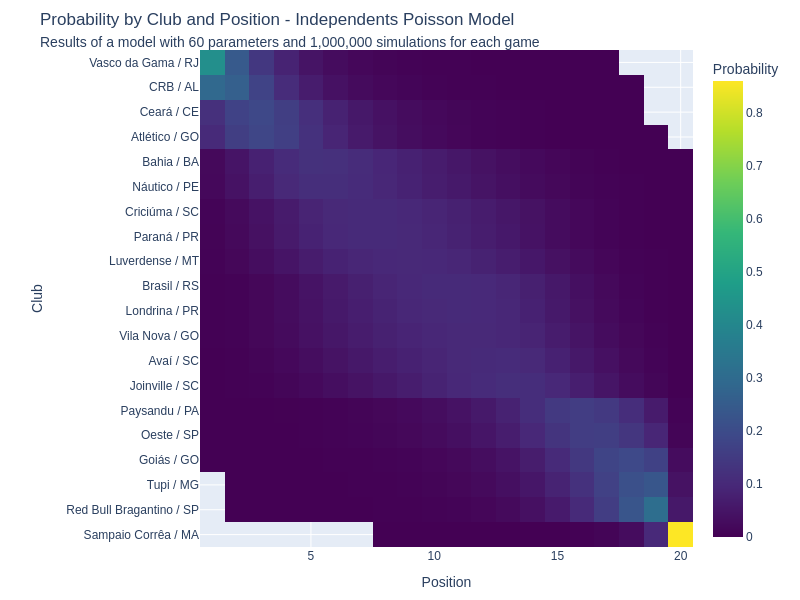 Probability by Club and Position - Independents Poisson Model
Results of a model with 60 parameters and 1,000,000 simulations for each game
Vasco da Gama / RJ
CRB / AL
Ceará / CE
Atlético / GO
Bahia / BA
Náutico / PE
Criciúma / SC
Paraná / PR
Luverdense / MT
Brasil / RS
Londrina / PR
Vila Nova / GO
Avaí / SC
Joinville / SC
Paysandu / PA
Oeste / SP
Goiás / GO
Tupi / MG
Red Bull Bragantino / SP
Sampaio Corrêa / MA
Club
5 10 15 20
Position
Probability
0.8
0.7
0.6
0.5
0.4
0.3
0.2
0.1
0